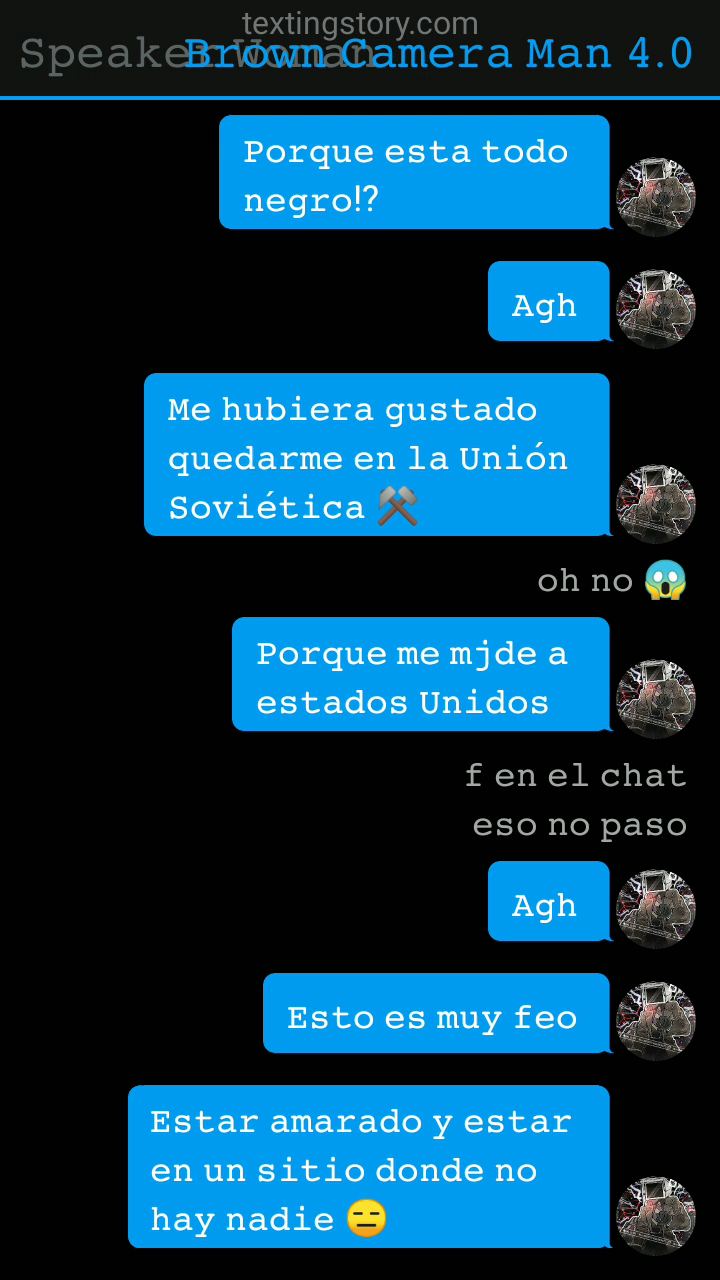 textingstory.com
Speaker Woman Brown Camera Man 4.0
Porque esta todo
negro!?
Agh
Me hubiera gustado
quedarme en la Unión
Soviética ⚒
oh no 😱
Porque me mjde a
estados Unidos
f en el chat
eso no paso
Agh
Esto es muy feo
Estar amarado y estar
en un sitio donde no
hay nadie 😑